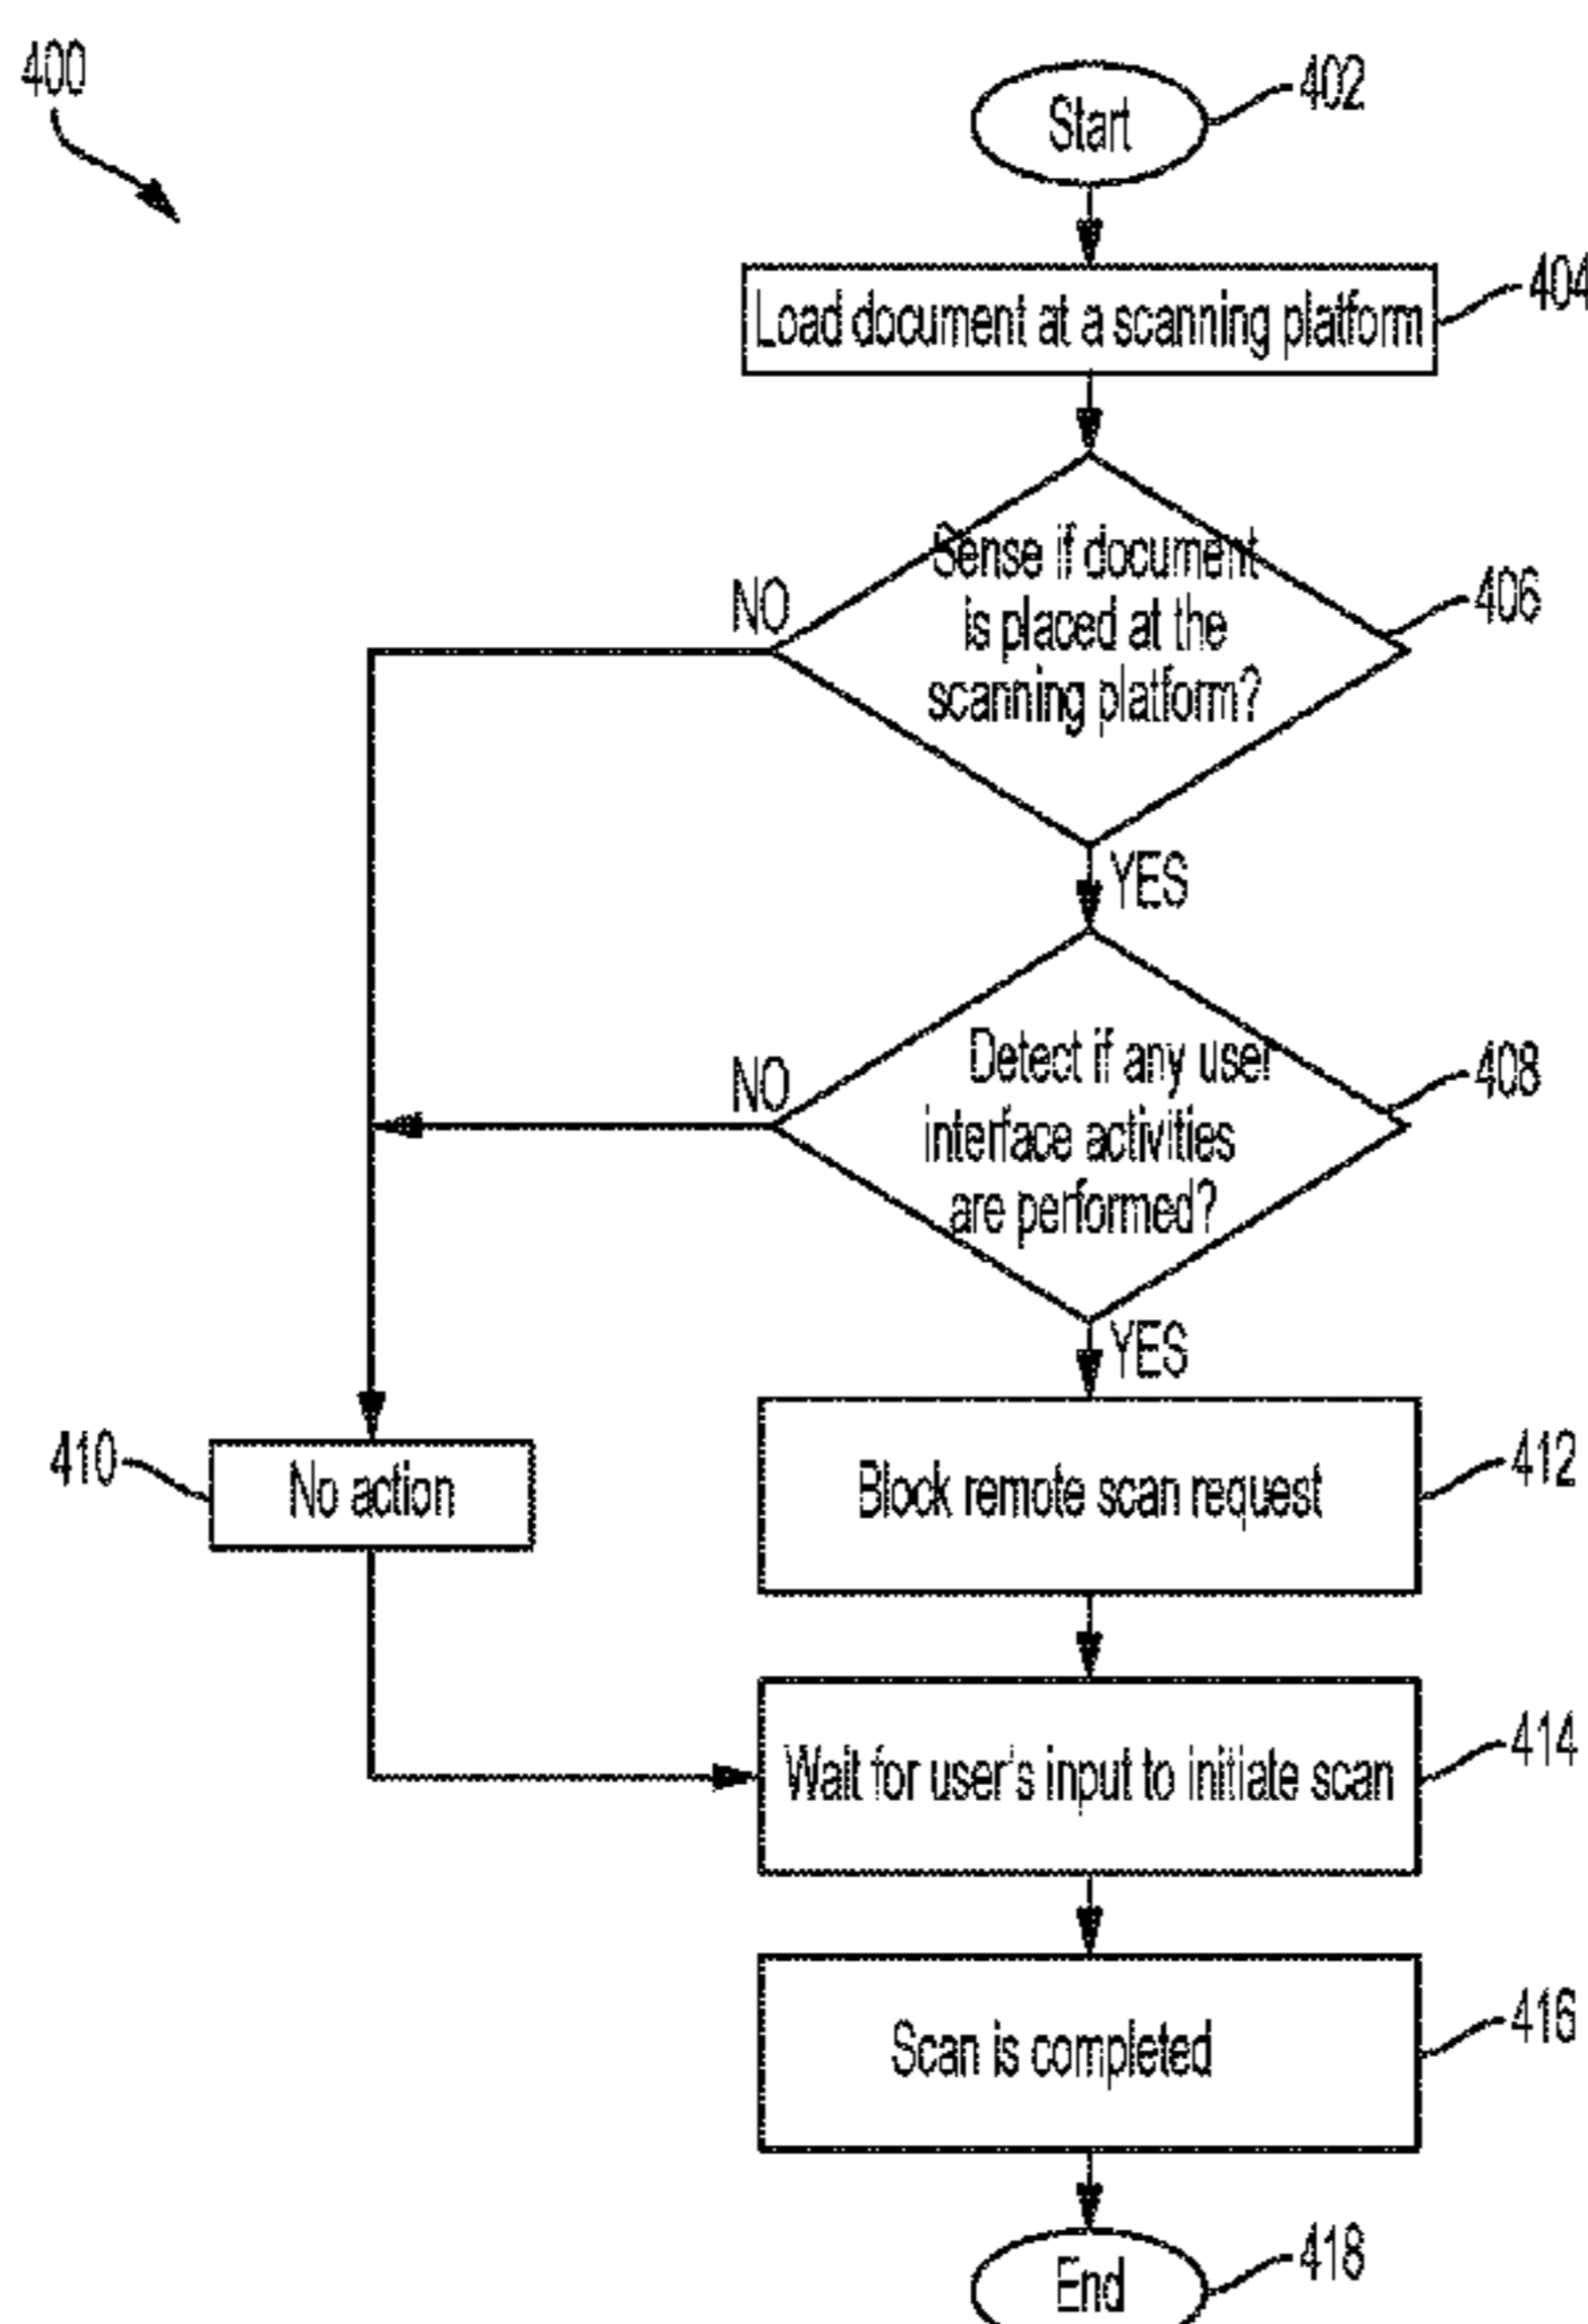 400
Start
402
Load document at a scanning platform
404
Sense if document
is placed at the
scanning platform?
406
NO
YES
Detect if any user
interface activities
are performed?
408
NO
YES
410
No action
Block remote scan request
412
Wait for user's input to initiate scan
414
Scan is completed
416
End
418